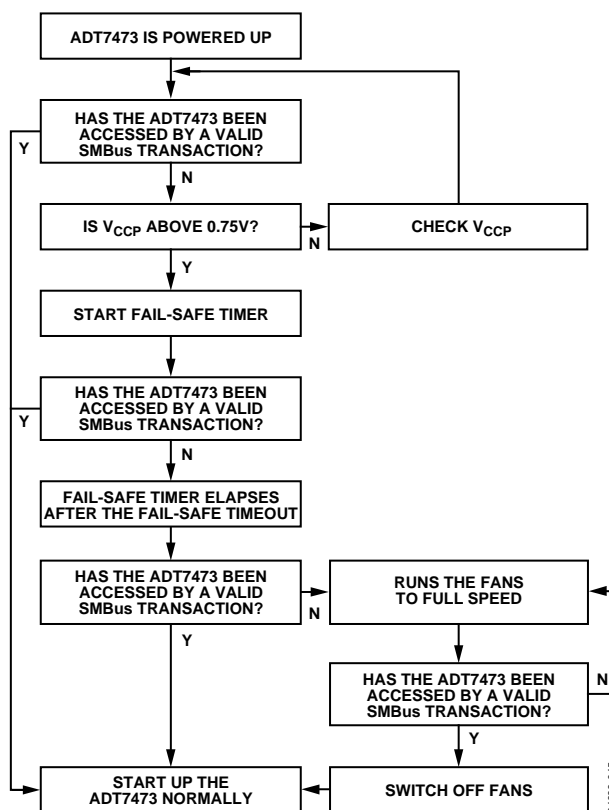 ADT7473 IS POWERED UP
HAS THE ADT7473 BEEN
ACCESSED BY A VALID
SMBus TRANSACTION?
Y
N
IS VCCP ABOVE 0.75V?
N
CHECK VCCP
Y
START FAIL-SAFE TIMER
HAS THE ADT7473 BEEN
ACCESSED BY A VALID
SMBus TRANSACTION?
Y
N
FAIL-SAFE TIMER ELAPSES
AFTER THE FAIL-SAFE TIMEOUT
HAS THE ADT7473 BEEN
ACCESSED BY A VALID
SMBus TRANSACTION?
N
RUNS THE FANS
TO FULL SPEED
Y
HAS THE ADT7473 BEEN
ACCESSED BY A VALID
SMBus TRANSACTION?
N
Y
START UP THE
ADT7473 NORMALLY
SWITCH OFF FANS